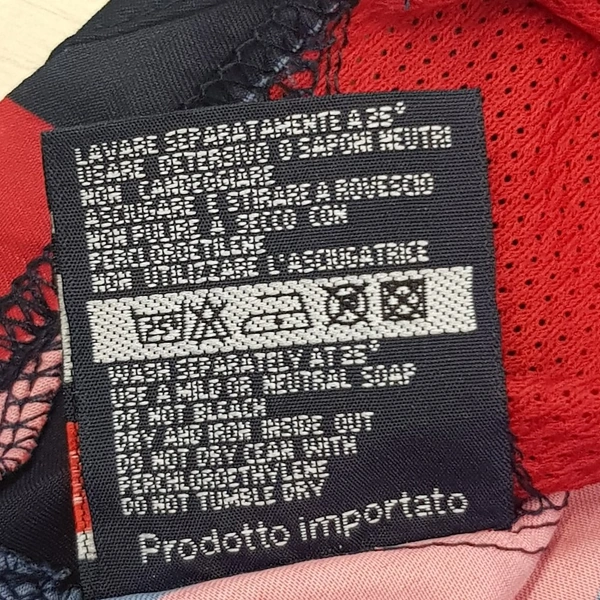 LAVARE SEPARATAMENTE A 35°
USARE DETERSIVO O SAPONI NEUTRI
NON CANDEGGIARE
ASCIUGARE E STIRARE A ROVESCIO
NON PULIRE A SECCO CON
PERCLOROETILENE
NON UTILIZZARE L'ASCIUGATRICE
WASH SEPARATELY AT 35°
USE A MILD OR NEUTRAL SOAP
DO NOT BLEACH
DRY AND IRON INSIDE OUT
DO NOT DRY CLEAN WITH
PERCHLOROETHYLENE
DO NOT TUMBLE DRY
Prodotto importato